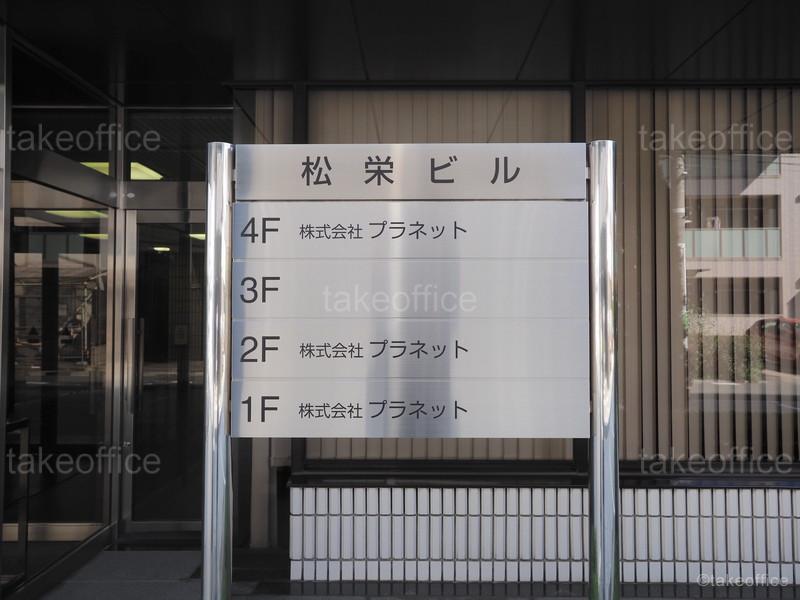 takeoffice
takeoffice
松栄ビル
4F 株式会社 プラネット
3F
takeoffice
2F 株式会社 プラネット
1F 株式会社 プラネット
takeoffice
takeoffice
©takeoffice